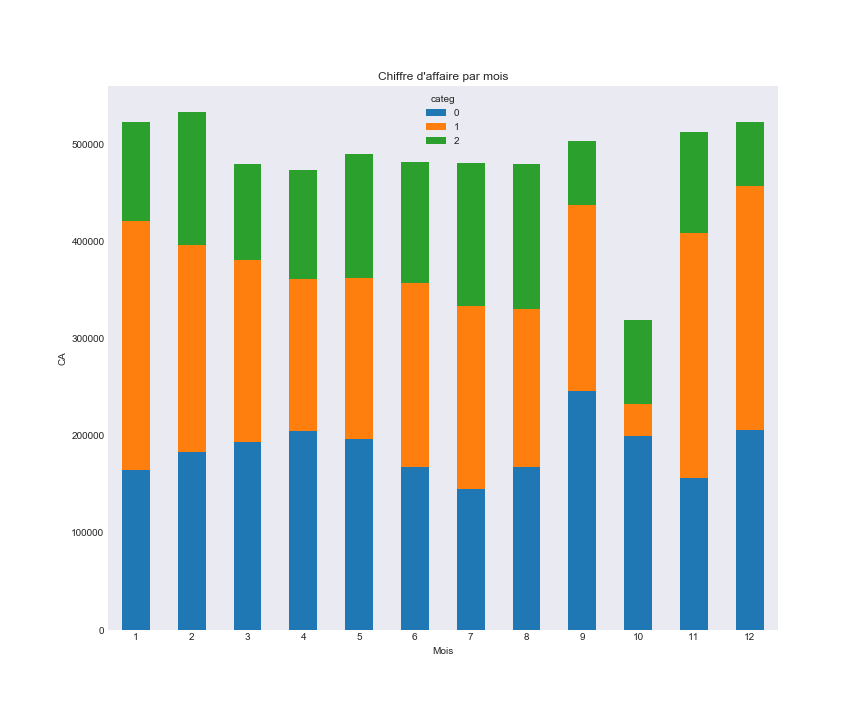 Chiffre d'affaire par mois
categ
0
1
2
500000
400000
300000
200000
100000
0
CA
1 2 3 4 5 6 7 8 9 10 11 12
Mois